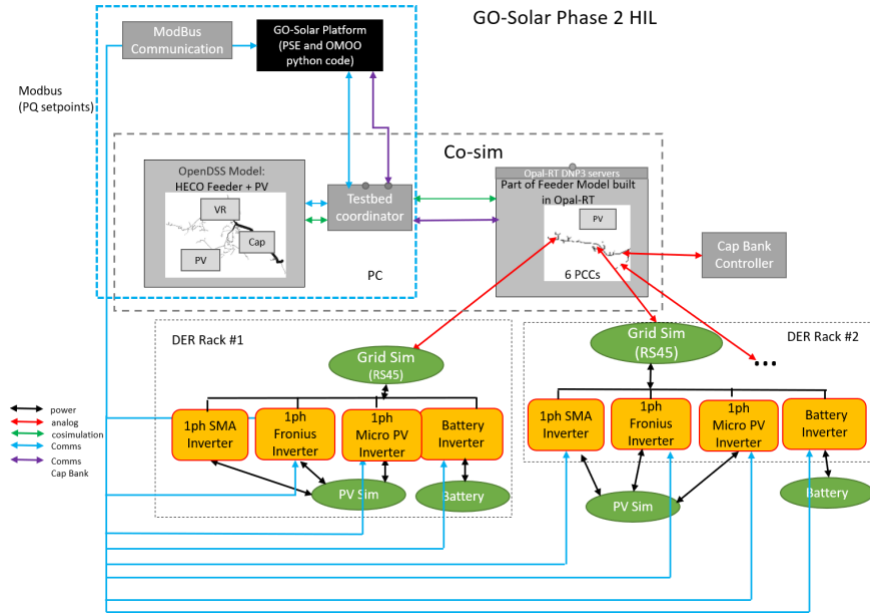 GO-Solar Phase 2 HIL
ModBus
Communication
GO-Solar Platform
(PSE and OMOO
python code)
Modbus
(PQ setpoints)
Co-sim
OpenDSS Model:
HECO Feeder + PV
VR
Cap
PV
Testbed
coordinator
PC
Opal-RT DNP3 servers
Part of Feeder Model built
in Opal-RT
PV
6 PCCs
Cap Bank
Controller
DER Rack #1
Grid Sim
(RS45)
DER Rack #2
Grid Sim
(RS45)
...
power
analog
cosimulation
Comms
Comms
Cap Bank
1ph SMA
Inverter
1ph
Fronius
Inverter
1ph
Micro PV
Inverter
Battery
Inverter
PV Sim
Battery
1ph SMA
Inverter
1ph
Fronius
Inverter
1ph
Micro PV
Inverter
Battery
Inverter
PV Sim
Battery